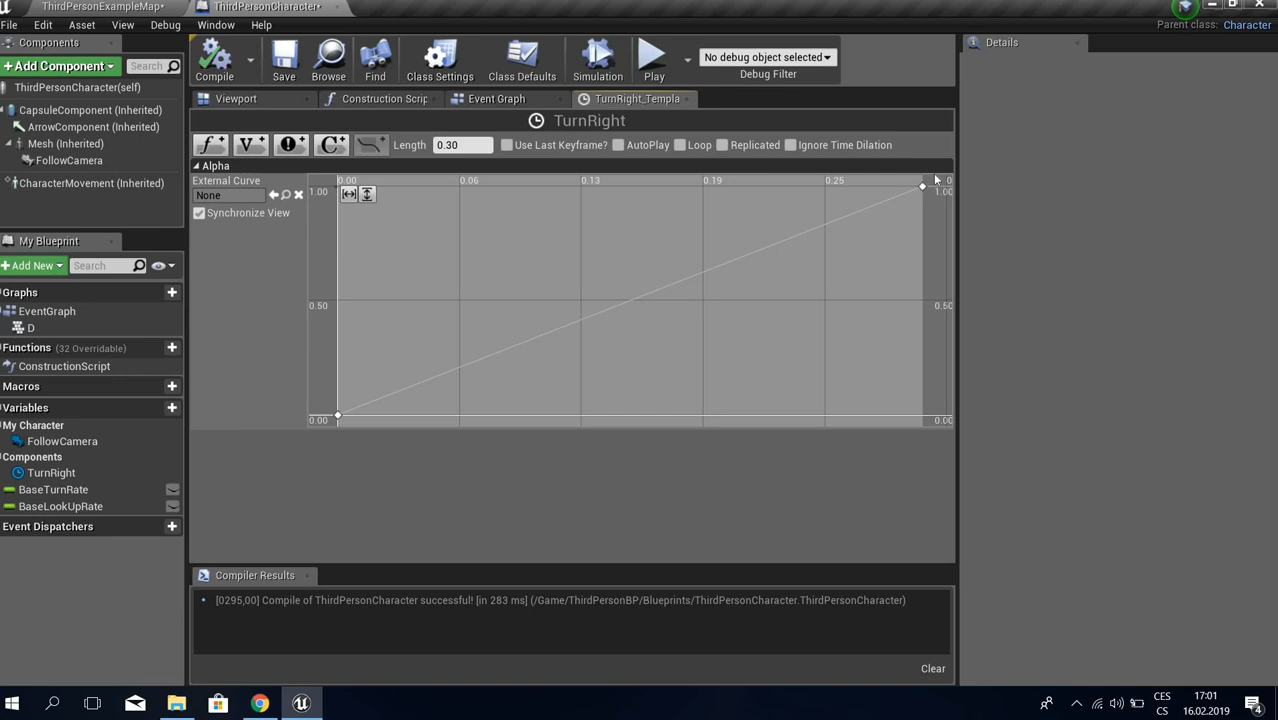 ThirdPersonExampleMap•
ThirdPersonCharacter•
File Edit Asset View Debug Window Help
Parent class: Character
Components
+Add Component
Search
ThirdPersonCharacter(self)
CapsuleComponent (Inherited)
ArrowComponent (Inherited)
Mesh (Inherited)
FollowCamera
CharacterMovement (Inherited)
Compile
Save
Browse
Find
Class Settings
Class Defaults
Simulation
Play
No debug object selected
Debug Filter
Details
Viewport
Construction Scrip
Event Graph
TurnRight_Templa
TurnRight
Length 0.30 Use Last Keyframe? AutoPlay Loop Replicated Ignore Time Dilation
Alpha
External Curve
None
Synchronize View
0.00 0.06 0.13 0.19 0.25
1.00 1.00
0.50 0.50
0.00 0.00
My Blueprint
+Add New
Search
Graphs
EventGraph
D
Functions (32 Overridable)
ConstructionScript
Macros
Variables
My Character
FollowCamera
Components
TurnRight
BaseTurnRate
BaseLookUpRate
Event Dispatchers
Compiler Results
[0295,00] Compile of ThirdPersonCharacter successful! [in 283 ms] (/Game/ThirdPersonBP/Blueprints/ThirdPersonCharacter.ThirdPersonCharacter)
Clear
CES
CS
17:01
16.02.2019
4